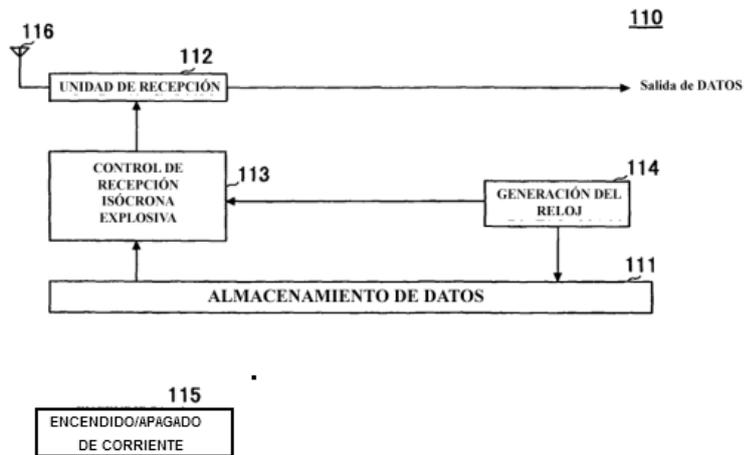 110
116
112
UNIDAD DE RECEPCIÓN
Salida de DATOS
CONTROL DE
RECEPCIÓN
ISÓCRONA
EXPLOSIVA
113
114
GENERACIÓN DEL
RELOJ
111
ALMACENAMIENTO DE DATOS
115
ENCENDIDO/APAGADO
DE CORRIENTE